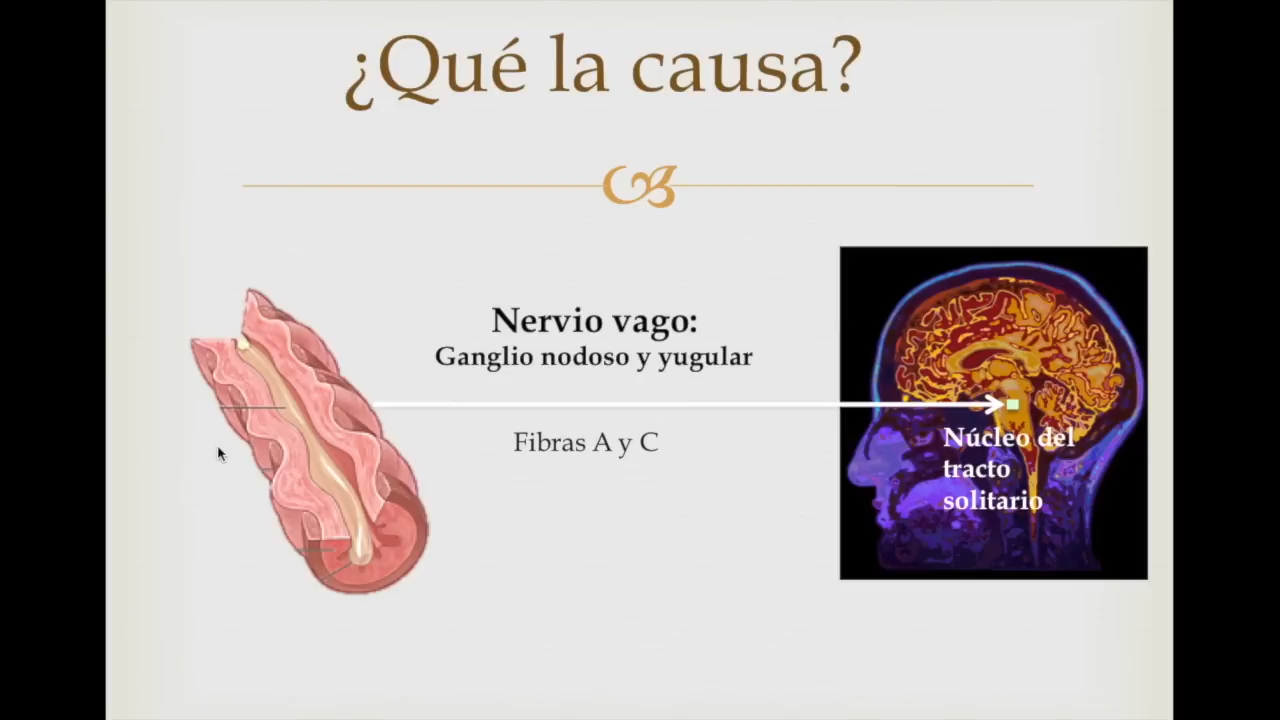 ¿Qué la causa?
Nervio vago:
Ganglio nodoso y yugular
Fibras A y C
Núcleo del
tracto
solitario